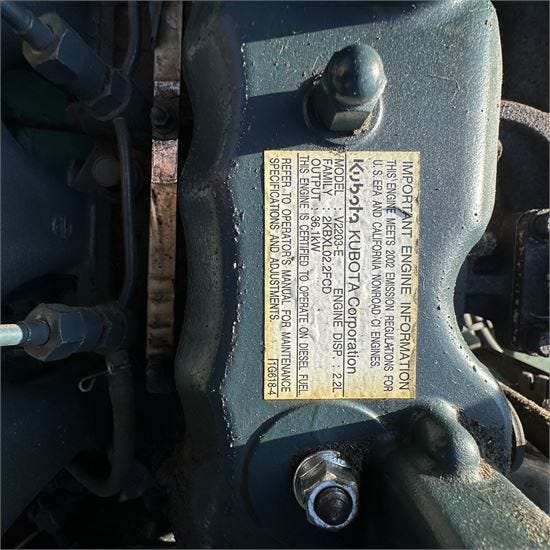 IMPORTANT ENGINE INFORMATION
THIS ENGINE MEETS 2002 EMISSION REGULATIONS FOR
U.S. EPA AND CALIFORNIA NONROAD CI ENGINES.
Kubota KUBOTA Corporation
MODEL : V2203-E ENGINE DISP. : 2.2L
FAMILY : 2KBXL02.2FCD
OUTPUT : 36.1kW
THIS ENGINE IS CERTIFIED TO OPERATE ON DIESEL FUEL.
REFER TO OPERATOR'S MANUAL FOR MAINTENANCE
SPECIFICATIONS AND ADJUSTMENTS. 1G618-4